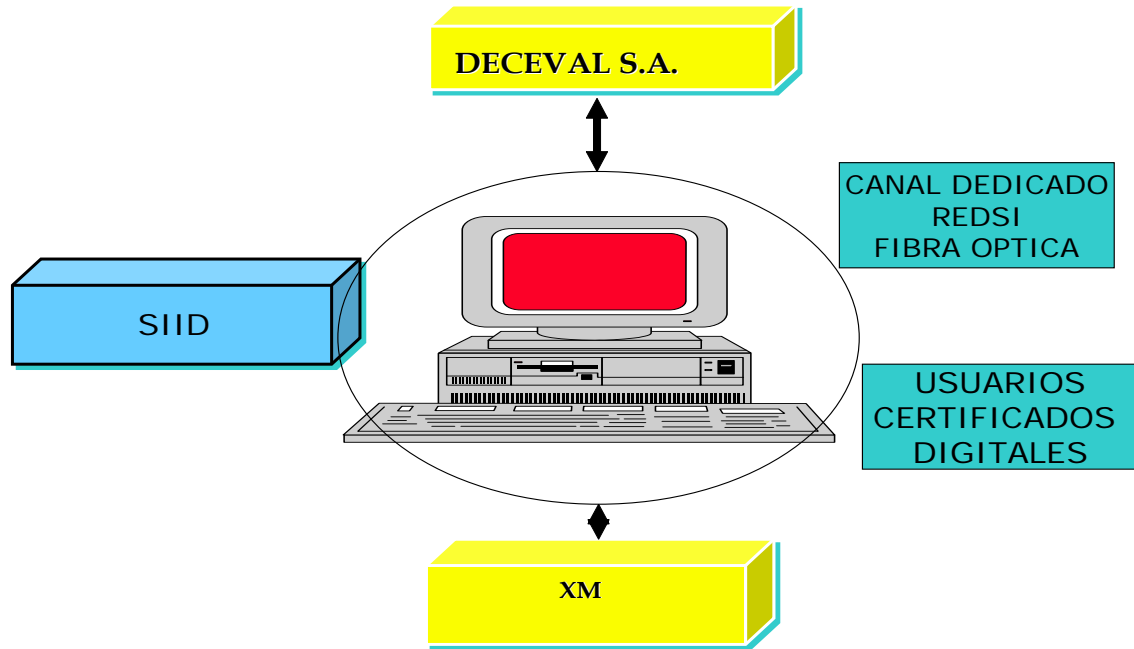 DECEVAL S.A.
CANAL DEDICADO
REDSI
FIBRA OPTICA
SIID
USUARIOS
CERTIFICADOS
DIGITALES
XM